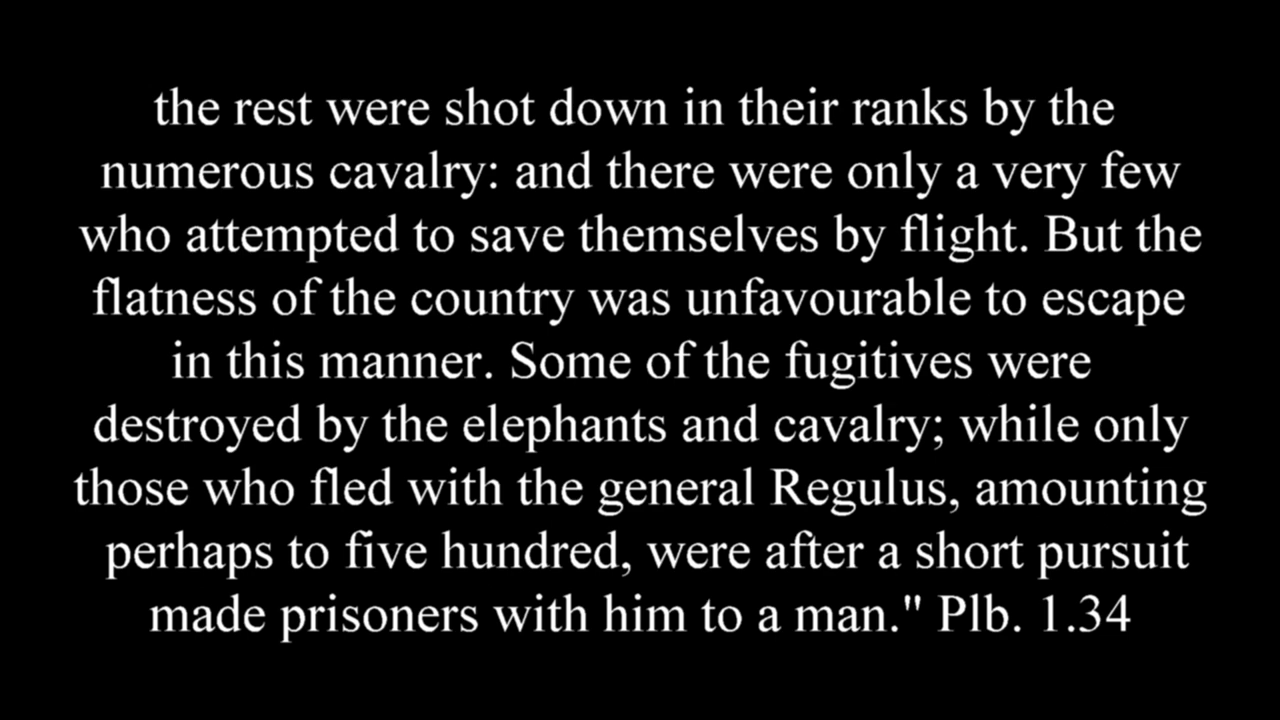 the rest were shot down in their ranks by the
numerous cavalry: and there were only a very few
who attempted to save themselves by flight. But the
flatness of the country was unfavourable to escape
in this manner. Some of the fugitives were
destroyed by the elephants and cavalry; while only
those who fled with the general Regulus, amounting
perhaps to five hundred, were after a short pursuit
made prisoners with him to a man." Plb. 1.34